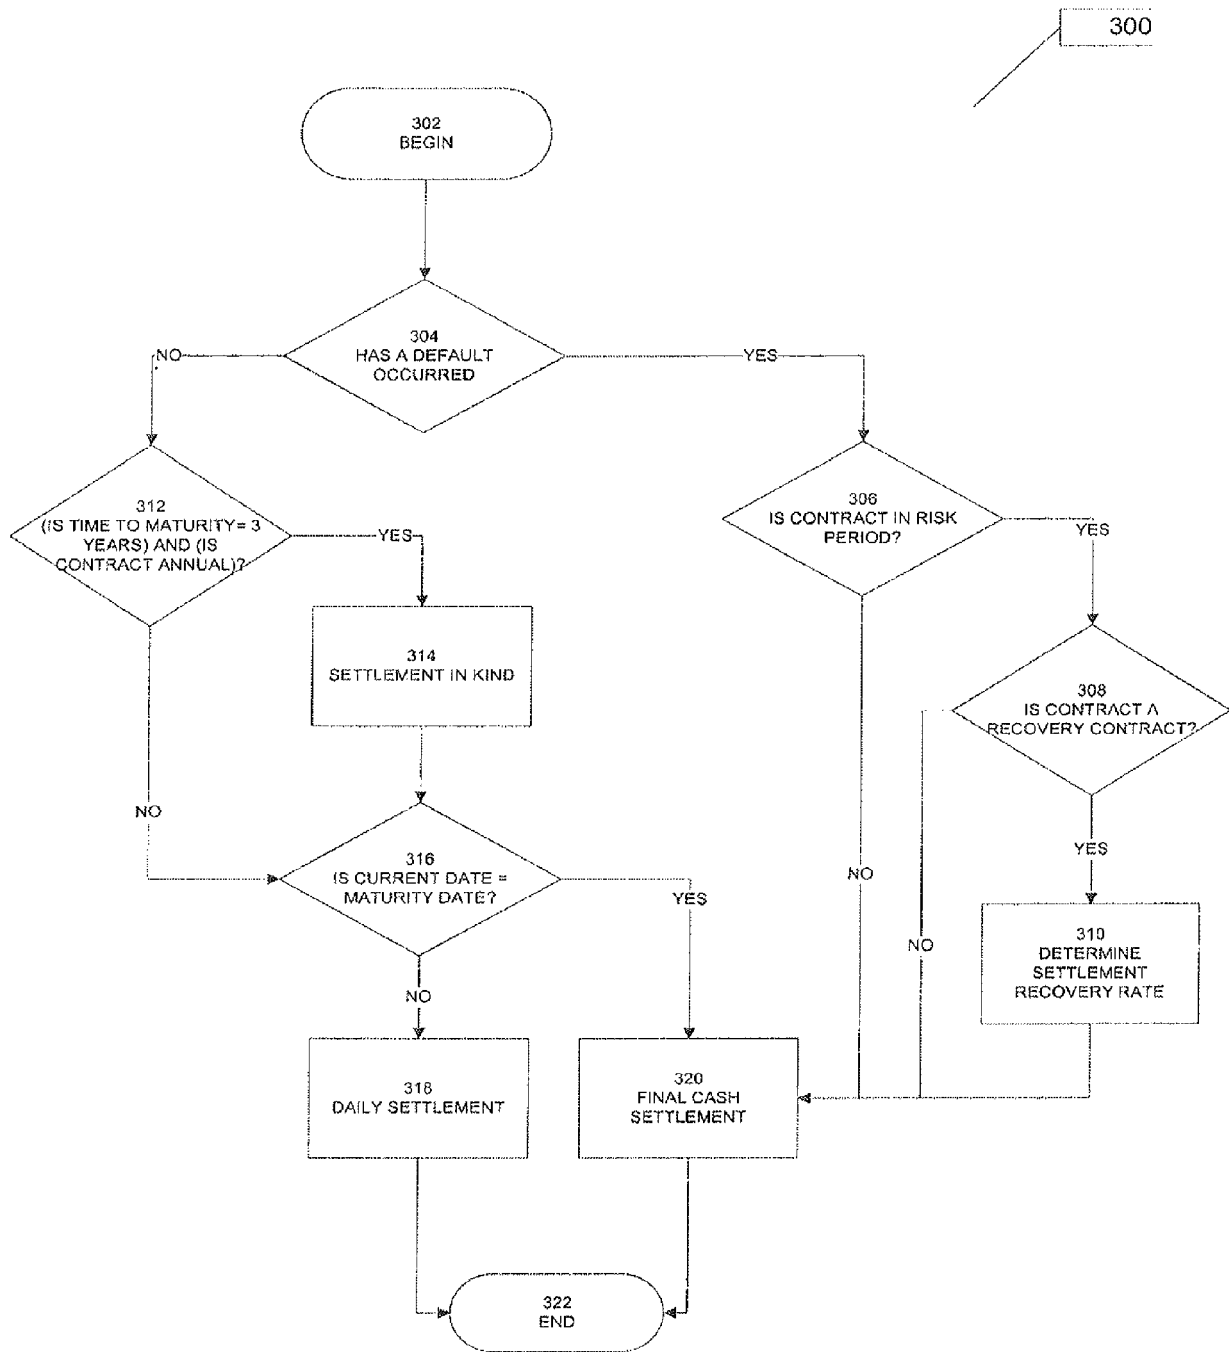 300
302
BEGIN
304
HAS A DEFAULT
OCCURRED
NO
YES
312
(IS TIME TO MATURITY= 3
YEARS) AND (IS
CONTRACT ANNUAL)?
YES
306
IS CONTRACT IN RISK
PERIOD?
YES
314
SETTLEMENT IN KIND
308
IS CONTRACT A
RECOVERY CONTRACT?
NO
316
IS CURRENT DATE =
MATURITY DATE?
YES
NO
YES
NO
310
DETERMINE
SETTLEMENT
RECOVERY RATE
NO
318
DAILY SETTLEMENT
320
FINAL CASH
SETTLEMENT
322
END